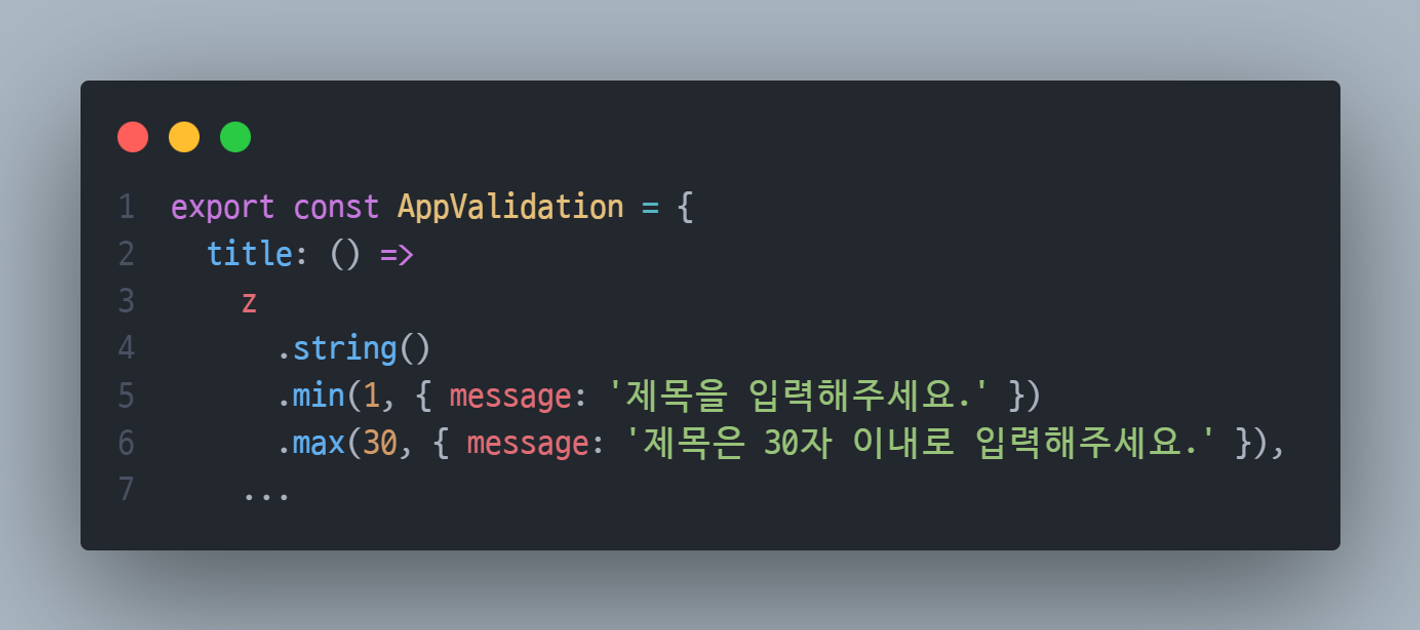 1 export const AppValidation = {
2   title: () =>
3     z
4       .string()
5       .min(1, { message: '제목을 입력해주세요.' })
6       .max(30, { message: '제목은 30자 이내로 입력해주세요.' }),
7     ...